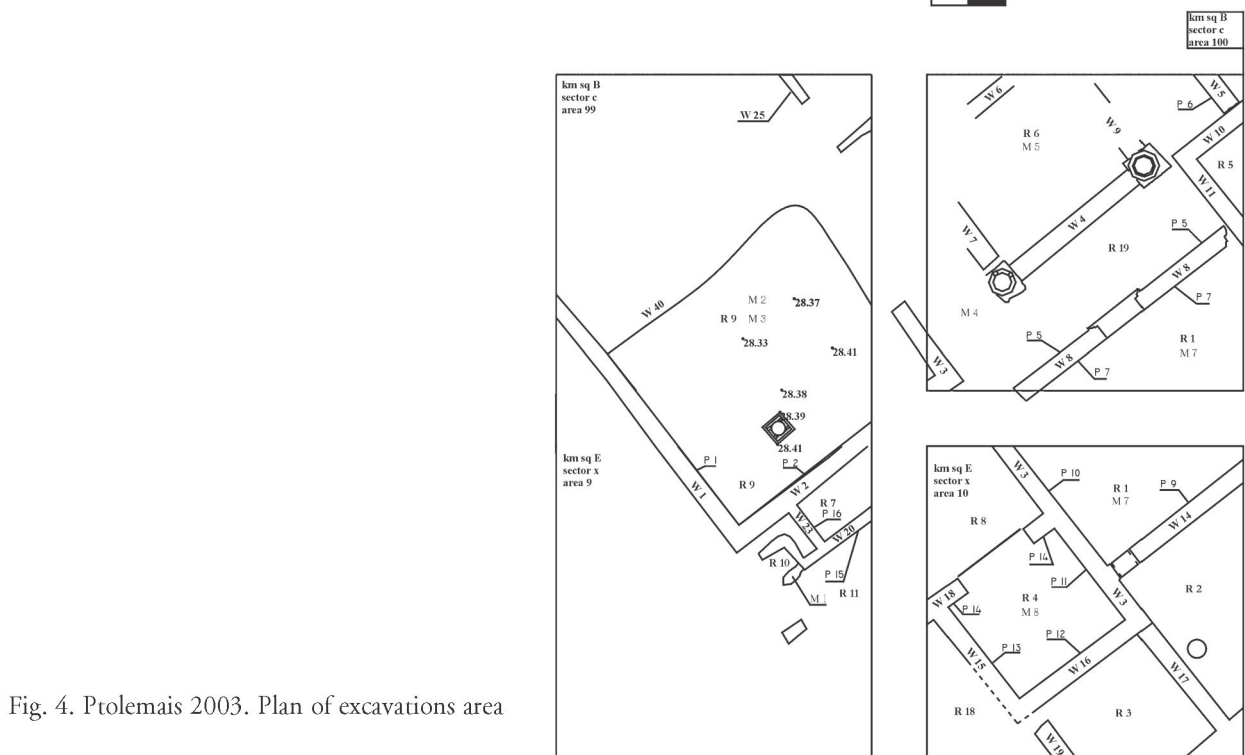 km sq B
sector c
area 100
km sq B
sector c
area 99
W 25
W 40
M 2
R 9 M 3
28.37
28.33
28.41
28.38
28.39
28.41
km sq E
sector x
area 9
P 1
P 2
W 1
R 9
W 2
R 7
P 16
W 23
W 20
R 10
P 15
M 1
R 11
W 6
W 5
P 6
W 9
R 6
M 5
W 10
R 5
W 11
W 7
W 4
P 5
R 19
W 8
P 7
M 4
P 5
R 1
M 7
W 3
W 8
P 7
km sq E
sector x
area 10
W 3
P 10
R 1
M 7
P 9
R 8
W 14
P 14
P 11
R 2
W 18
R 4
M 8
W 3
P 14
P 12
P 13
W 15
W 16
W 17
R 18
R 3
W 19
Fig. 4. Ptolemais 2003. Plan of excavations area